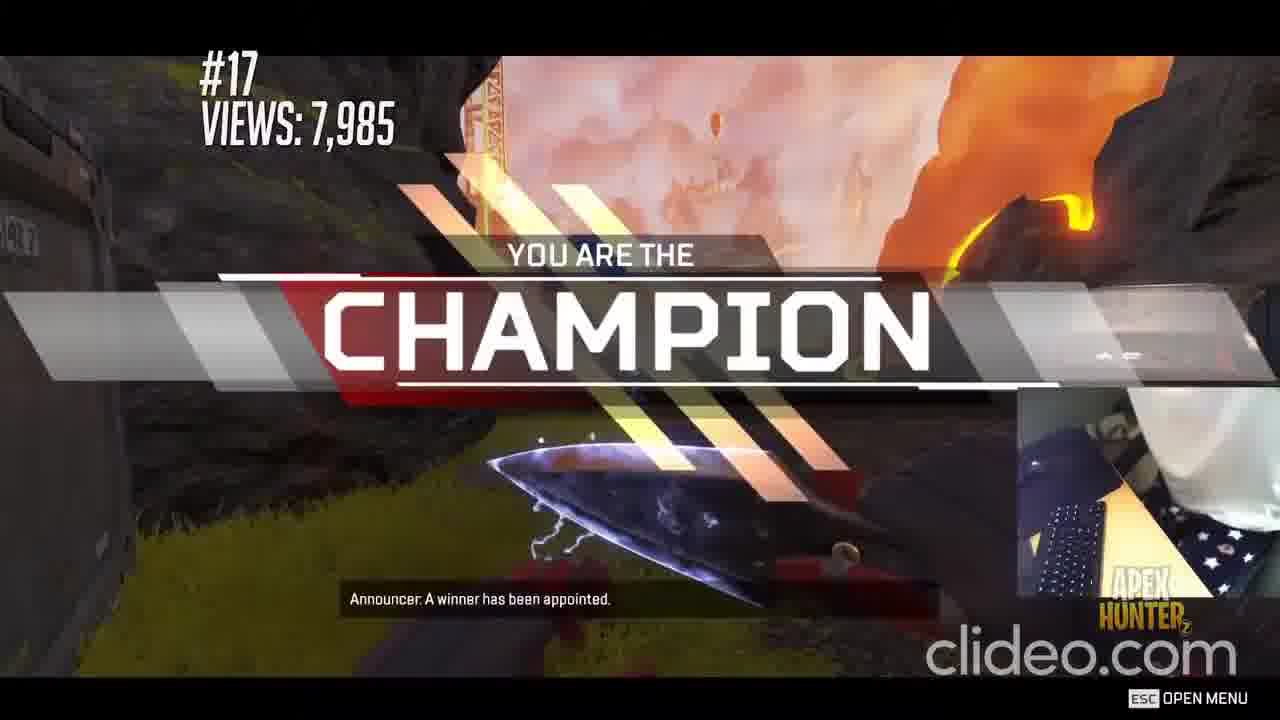 #17
VIEWS: 7,985
YOU ARE THE
CHAMPION
Announcer: A winner has been appointed.
APEX
HUNTERZ
clideo.com
ESC OPEN MENU